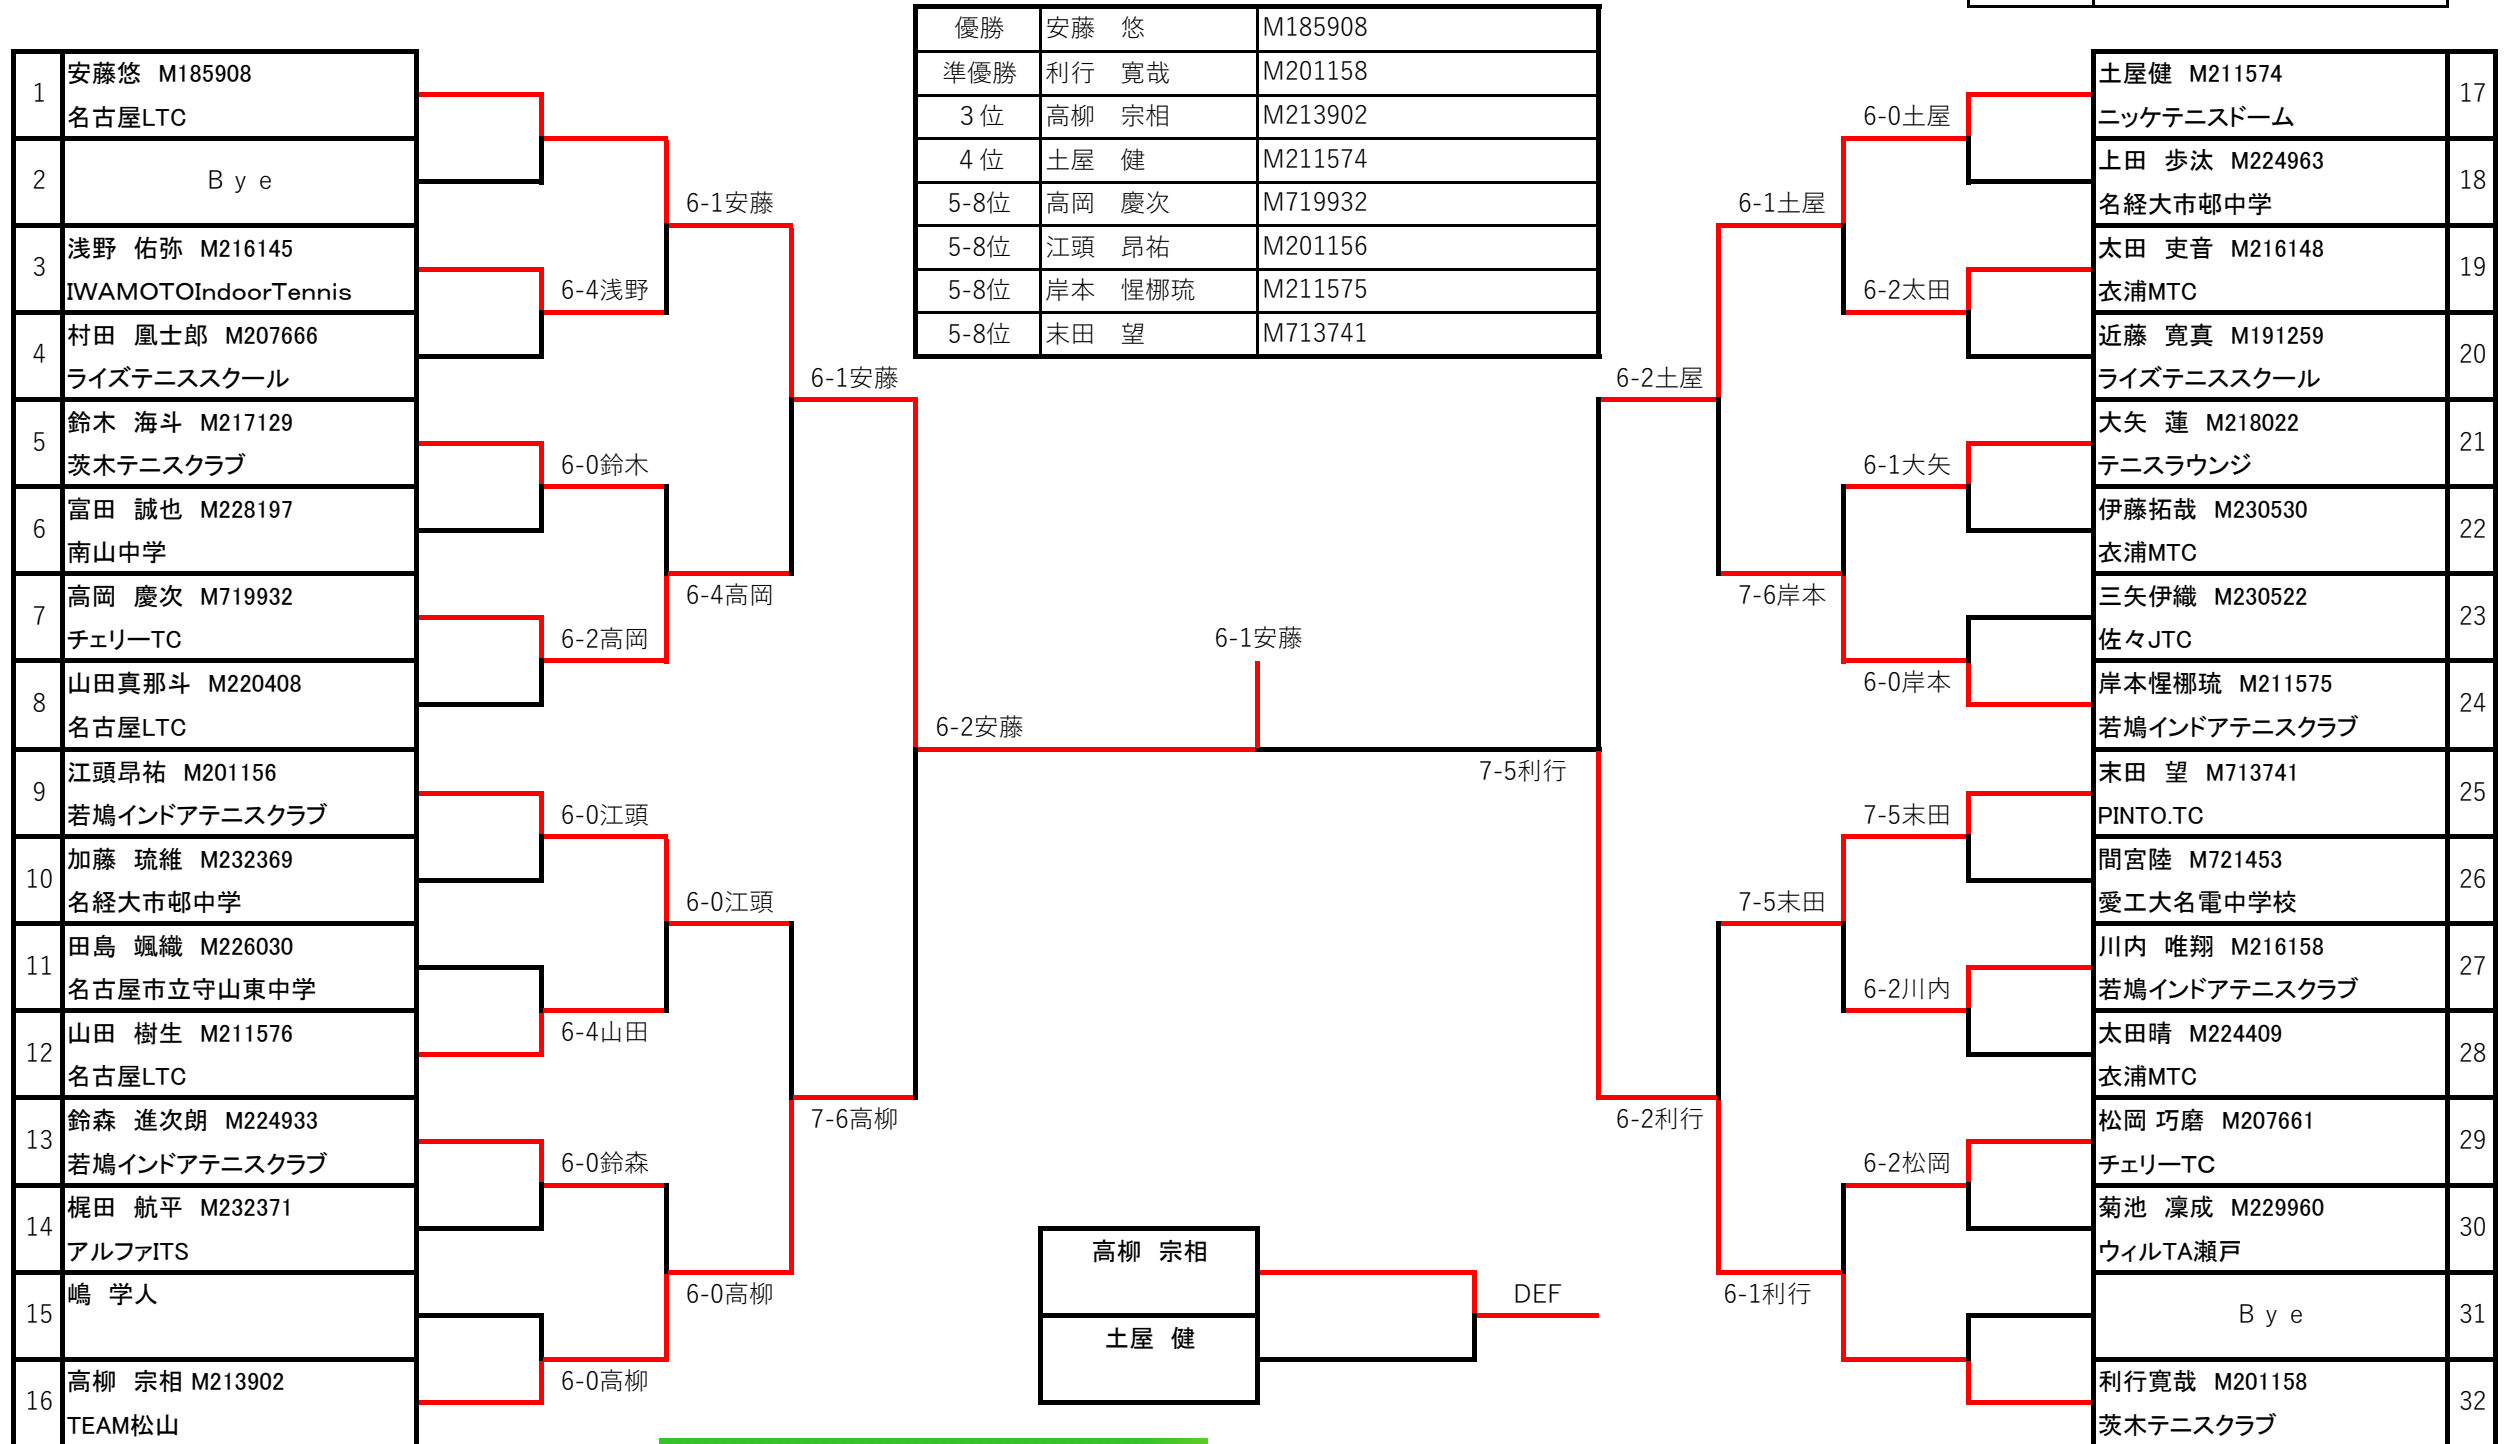 優勝 安藤　悠 M185908
準優勝 利行　寛哉 M201158
３位 高柳　宗相 M213902
４位 土屋　健 M211574
5-8位 高岡　慶次 M719932
5-8位 江頭　昂祐 M201156
5-8位 岸本　惺梛琉 M211575
5-8位 末田　望 M713741
1 安藤悠 M185908
名古屋LTC
2 Ｂｙｅ
3 浅野　佑弥 M216145
IWAMOTOIndoorTennis
4 村田　凰士郎 M207666
ライズテニススクール
5 鈴木　海斗 M217129
茨木テニスクラブ
6 富田　誠也 M228197
南山中学
7 高岡　慶次 M719932
チェリーTC
8 山田真那斗 M220408
名古屋LTC
9 江頭昂祐 M201156
若鳩インドアテニスクラブ
10 加藤　琉維 M232369
名経大市邨中学
11 田島　颯織 M226030
名古屋市立守山東中学
12 山田　樹生 M211576
名古屋LTC
13 鈴森　進次朗 M224933
若鳩インドアテニスクラブ
14 梶田　航平 M232371
アルファITS
15 嶋　学人
16 高柳　宗相 M213902
TEAM松山
6-4浅野
6-0鈴木
6-2高岡
6-0江頭
6-4山田
6-0鈴森
6-0高柳
6-1安藤
6-4高岡
6-0江頭
6-0高柳
6-1安藤
7-6高柳
6-2安藤
6-1安藤
7-5利行
高柳　宗相
土屋　健
DEF
6-2土屋
6-2利行
6-1土屋
7-6岸本
7-5末田
6-1利行
6-0土屋
6-2太田
6-1大矢
6-0岸本
7-5末田
6-2川内
6-2松岡
土屋健 M211574 17
ニッケテニスドーム
上田　歩汰 M224963 18
名経大市邨中学
太田　吏音 M216148 19
衣浦MTC
近藤　寛真 M191259 20
ライズテニススクール
大矢　蓮 M218022 21
テニスラウンジ
伊藤拓哉 M230530 22
衣浦MTC
三矢伊織 M230522 23
佐々JTC
岸本惺梛琉 M211575 24
若鳩インドアテニスクラブ
末田　望 M713741 25
PINTO.TC
間宮陸 M721453 26
愛工大名電中学校
川内　唯翔 M216158 27
若鳩インドアテニスクラブ
太田晴 M224409 28
衣浦MTC
松岡 巧磨 M207661 29
チェリーTC
菊池　凜成 M229960 30
ウィルTA瀬戸
Ｂｙｅ 31
利行寛哉 M201158 32
茨木テニスクラブ